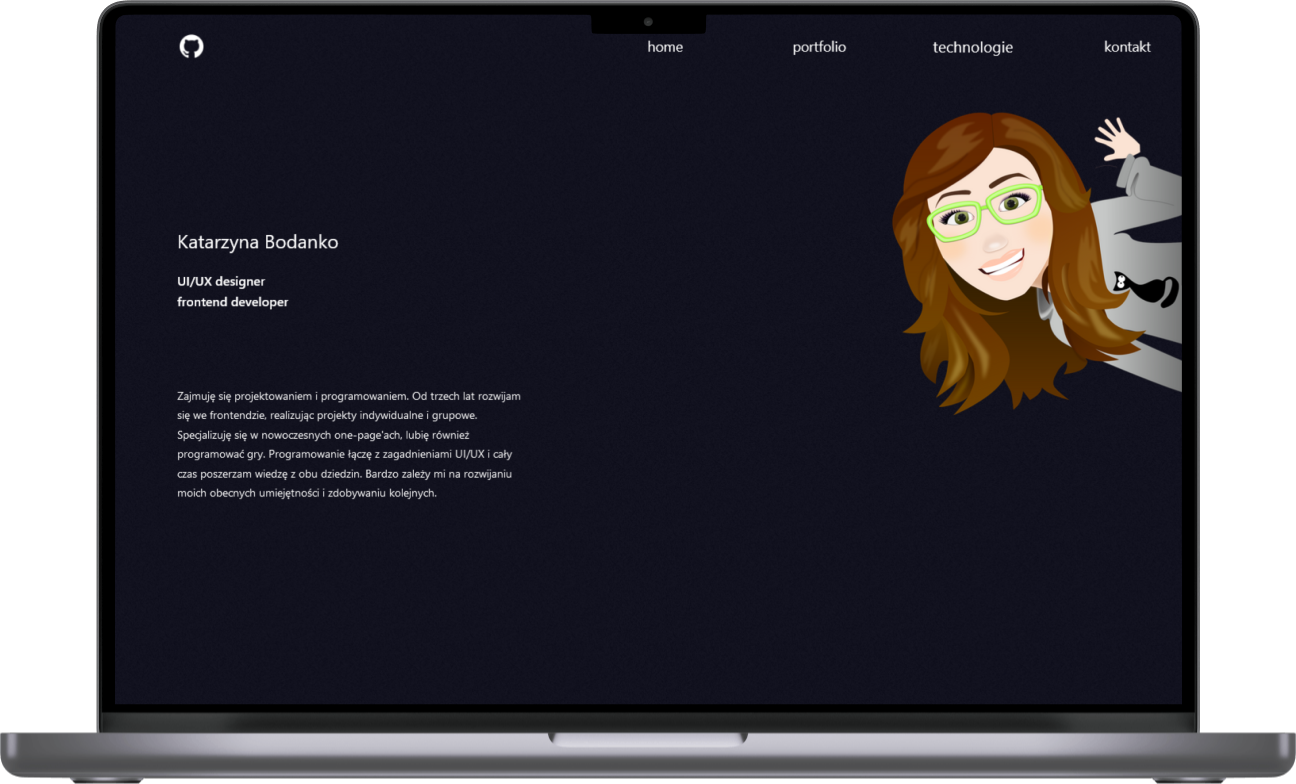 home
portfolio
technologie
kontakt
Katarzyna Bodanko
UI/UX designer
frontend developer
Zajmuję się projektowaniem i programowaniem. Od trzech lat rozwijam
się we frontendzie, realizując projekty indywidualne i grupowe.
Specjalizuję się w nowoczesnych one-page'ach, lubię również
programować gry. Programowanie łączę z zagadnieniami UI/UX i cały
czas poszerzam wiedzę z obu dziedzin. Bardzo zależy mi na rozwijaniu
moich obecnych umiejętności i zdobywaniu kolejnych.